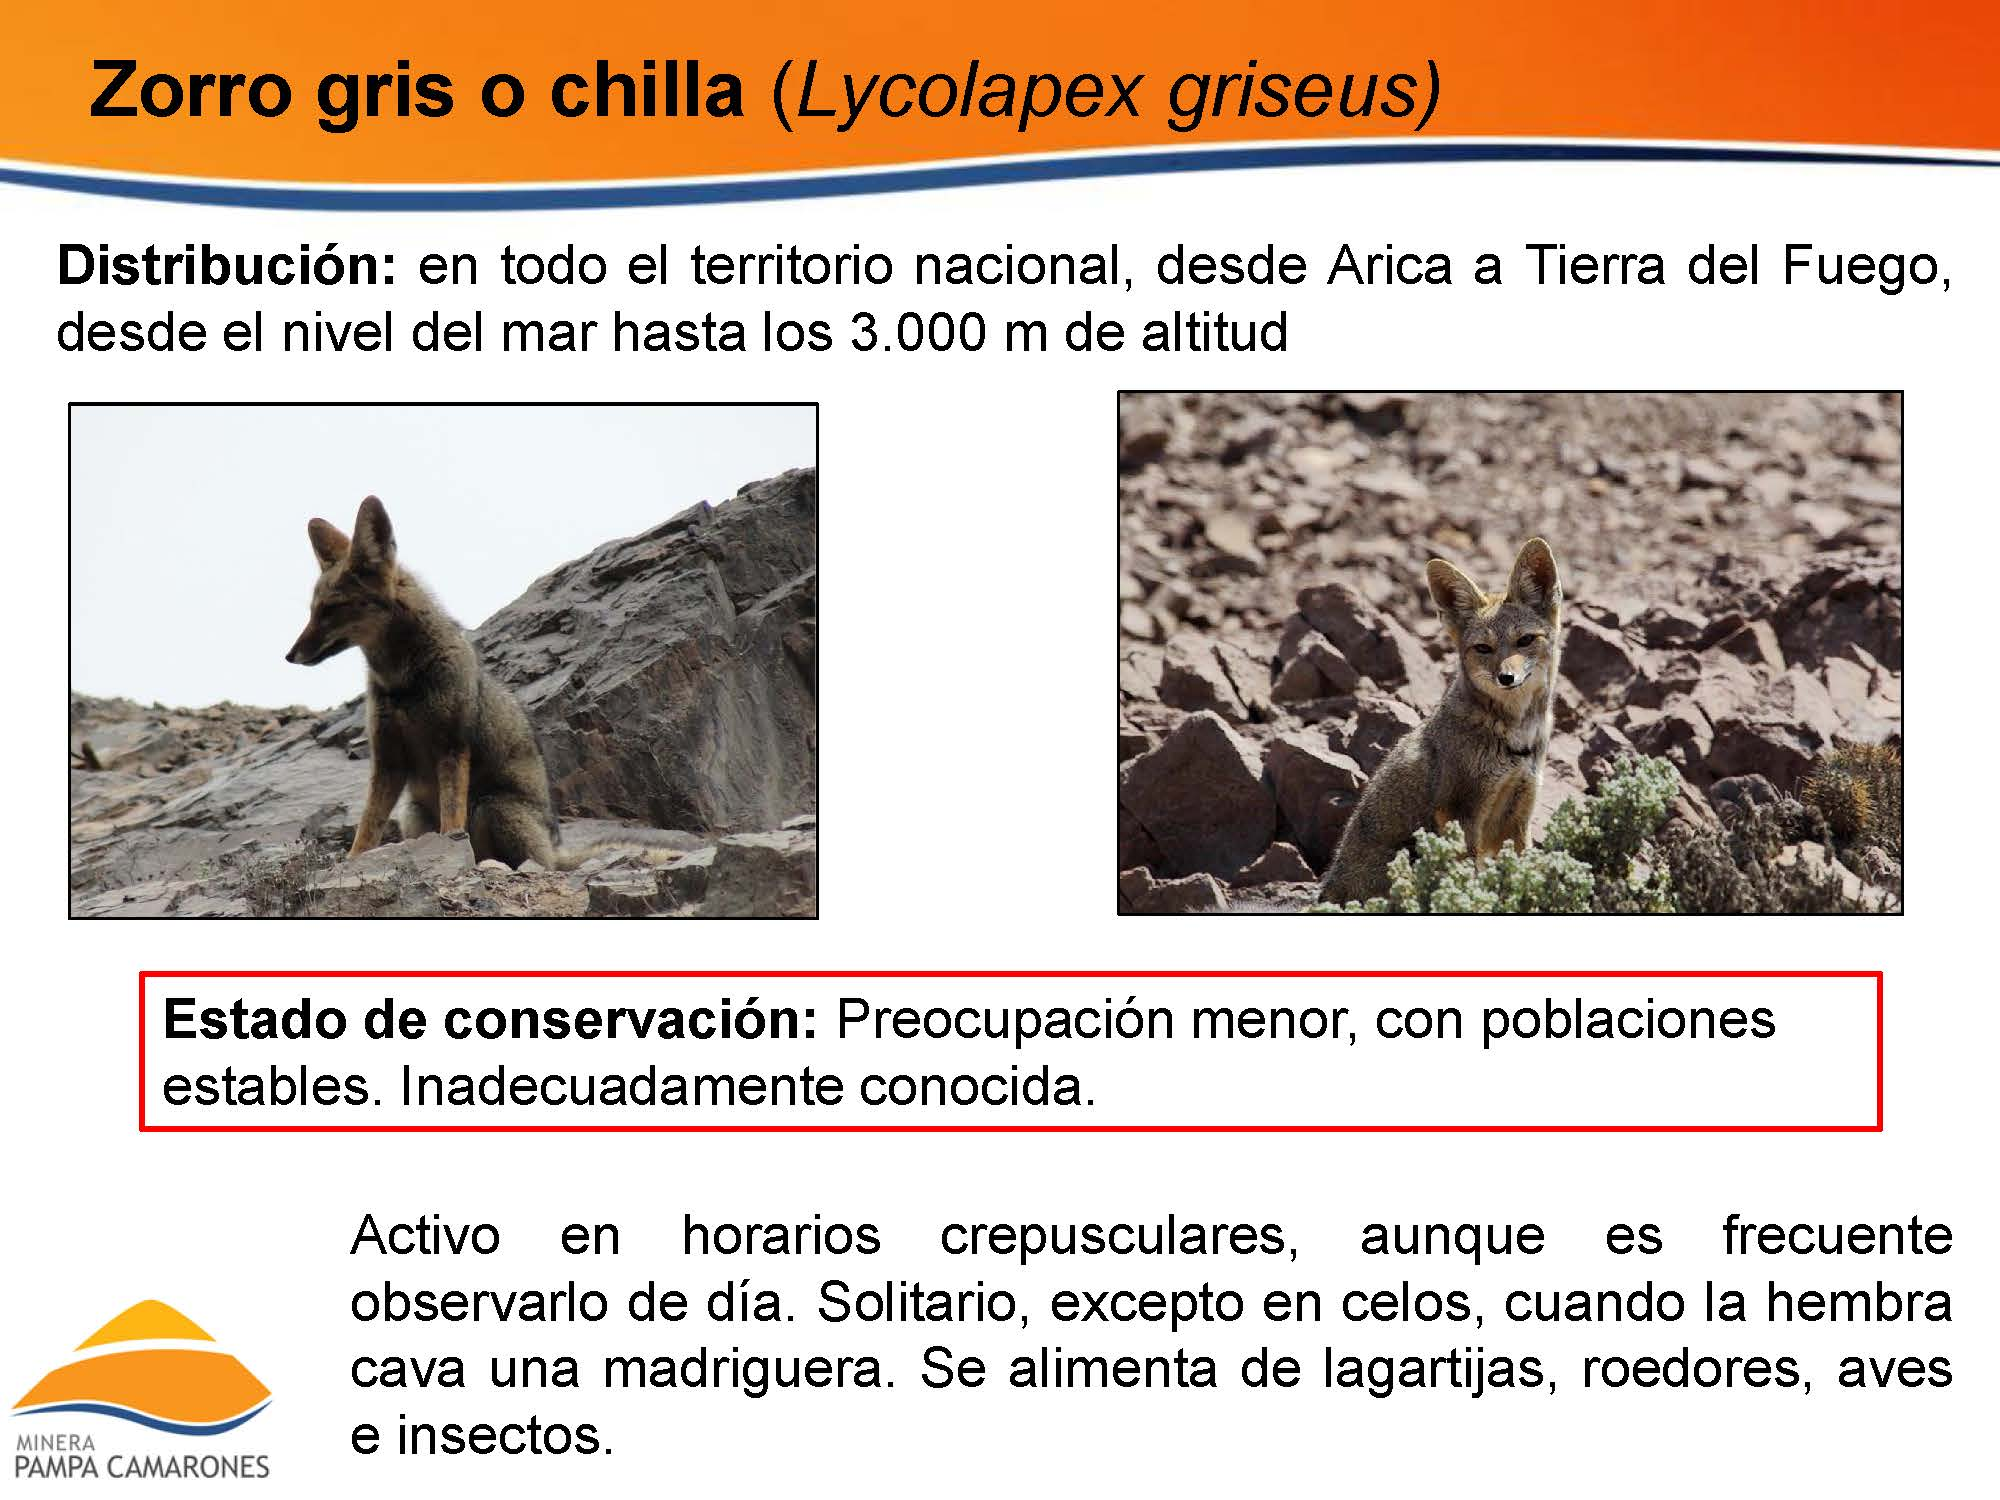 Zorro gris o chilla (Lycolapex griseus)
Distribución: en todo el territorio nacional, desde Arica a Tierra del Fuego,
desde el nivel del mar hasta los 3.000 m de altitud
Estado de conservación: Preocupación menor, con poblaciones
estables. Inadecuadamente conocida.
Activo en horarios crepusculares, aunque es frecuente
observarlo de día. Solitario, excepto en celos, cuando la hembra
cava una madriguera. Se alimenta de lagartijas, roedores, aves
e insectos.
MINERA
PAMPA CAMARONES